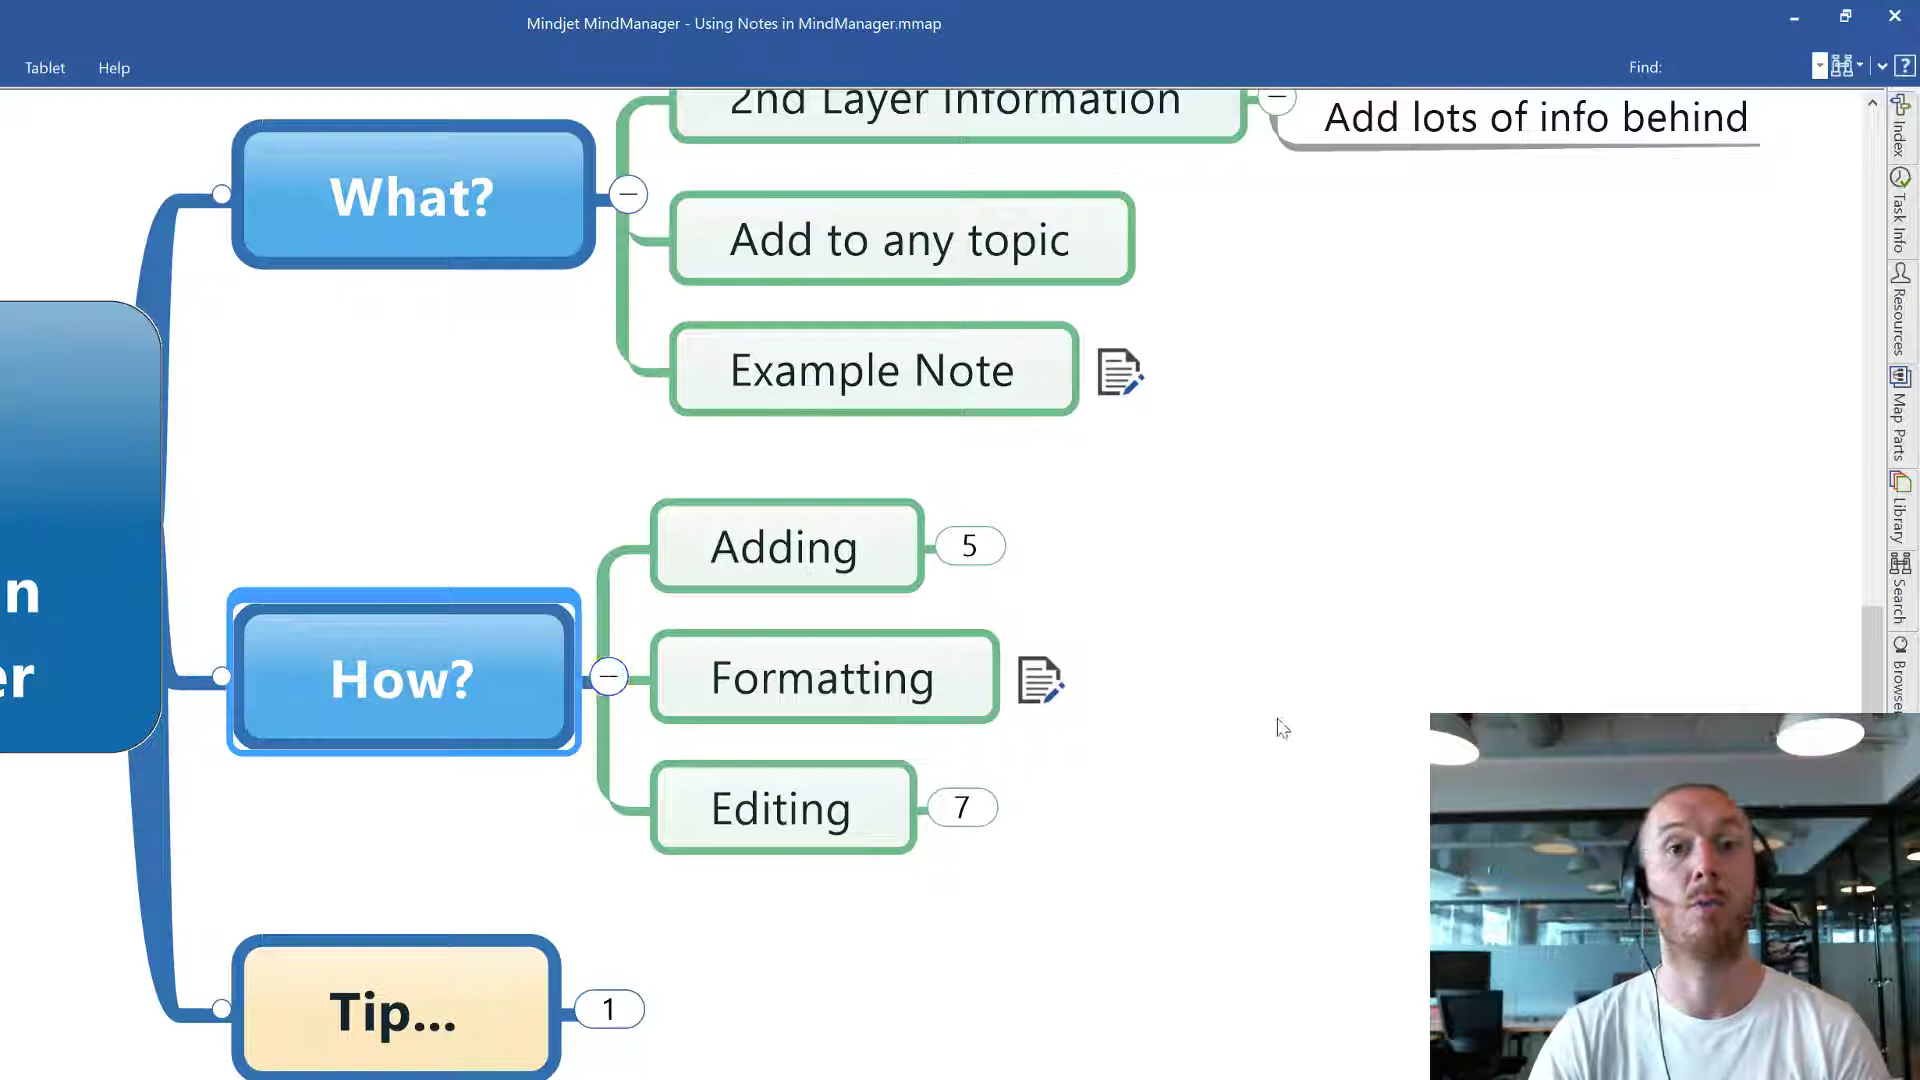 Mindjet MindManager - Using Notes in MindManager.mmap
Tablet Help Find:
2nd Layer Information
Add lots of info behind
What?
Add to any topic
Example Note
Adding 5
n
er
How?
Formatting
Editing 7
Tip... 1
Index
Task Info
Resources
Map Parts
Library
Search
Browse